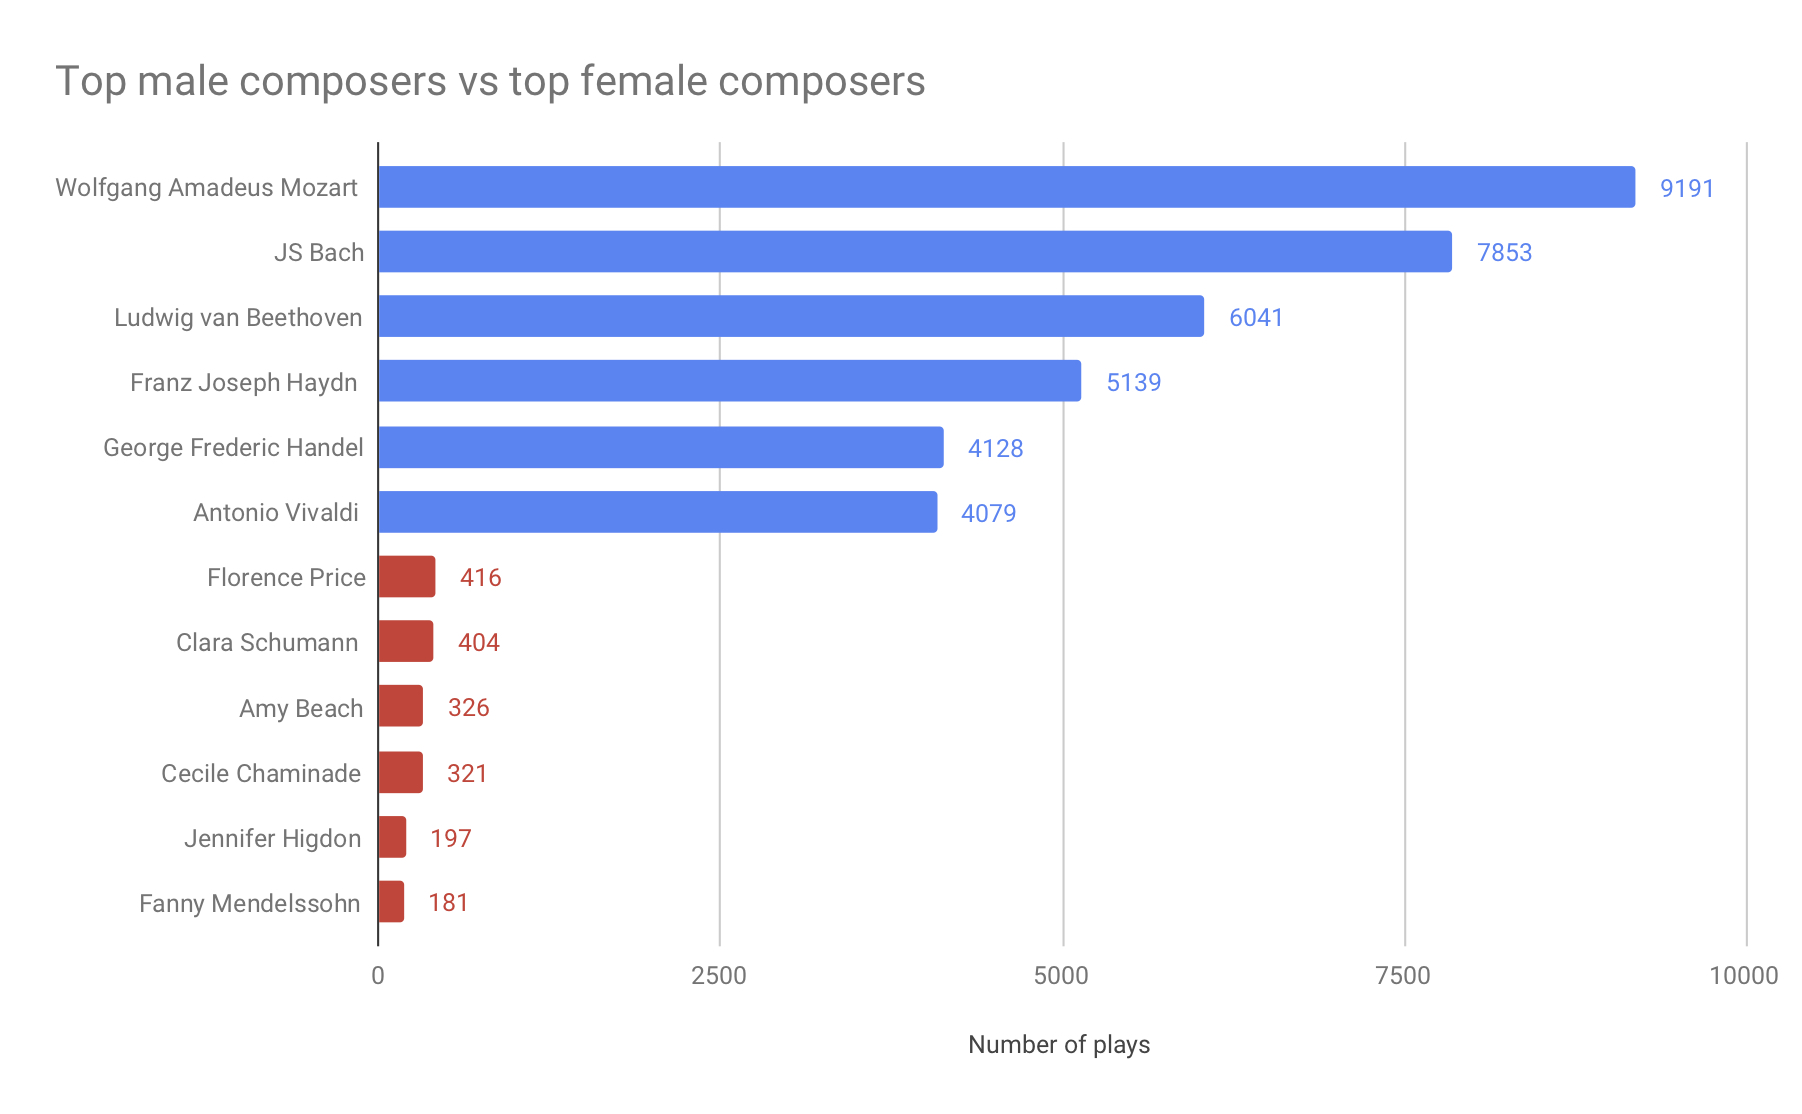 Top male composers vs top female composers
Wolfgang Amadeus Mozart 9191
JS Bach 7853
Ludwig van Beethoven 6041
Franz Joseph Haydn 5139
George Frederic Handel 4128
Antonio Vivaldi 4079
Florence Price 416
Clara Schumann 404
Amy Beach 326
Cecile Chaminade 321
Jennifer Higdon 197
Fanny Mendelssohn 181
0 2500 5000 7500 10000
Number of plays